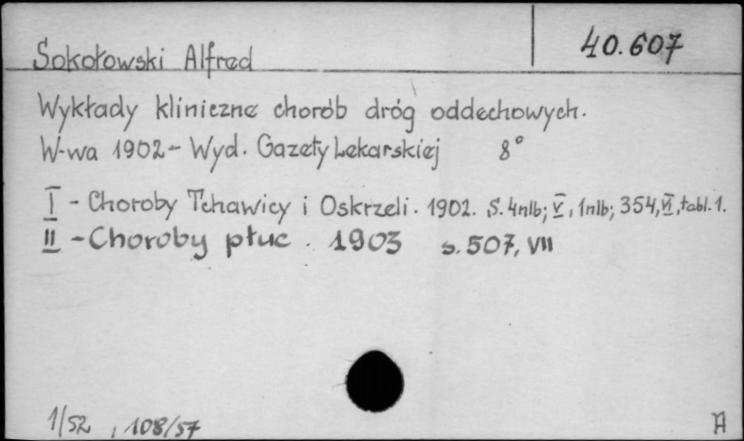 Sokołowski Alfred
40.607
Wykłady kliniczne chorób dróg oddechowych.
W-wa 1902 - Wyd. Gazety Lekarskiej 8°
I - Choroby Tchawicy i Oskrzeli. 1902. S. 4nlb; V, 1nlb; 354, VI, tabl. 1.
II - Choroby płuc. 1903 s. 507, VII
1/52, 108/57
A